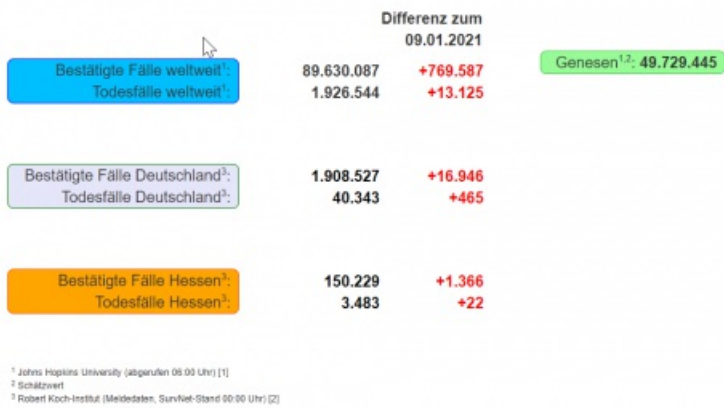 Differenz zum
09.01.2021
Bestätigte Fälle weltweit¹: 89.630.087 +769.587
Todesfälle weltweit¹: 1.926.544 +13.125
Genesen¹,²: 49.729.445
Bestätigte Fälle Deutschland³: 1.908.527 +16.946
Todesfälle Deutschland³: 40.343 +465
Bestätigte Fälle Hessen³: 150.229 +1.366
Todesfälle Hessen³: 3.483 +22
¹ Johns Hopkins University (abgerufen 06:00 Uhr) [1]
² Schätzwert
³ Robert Koch-Institut (Meldedaten, SurvNet-Stand 00:00 Uhr) [2]